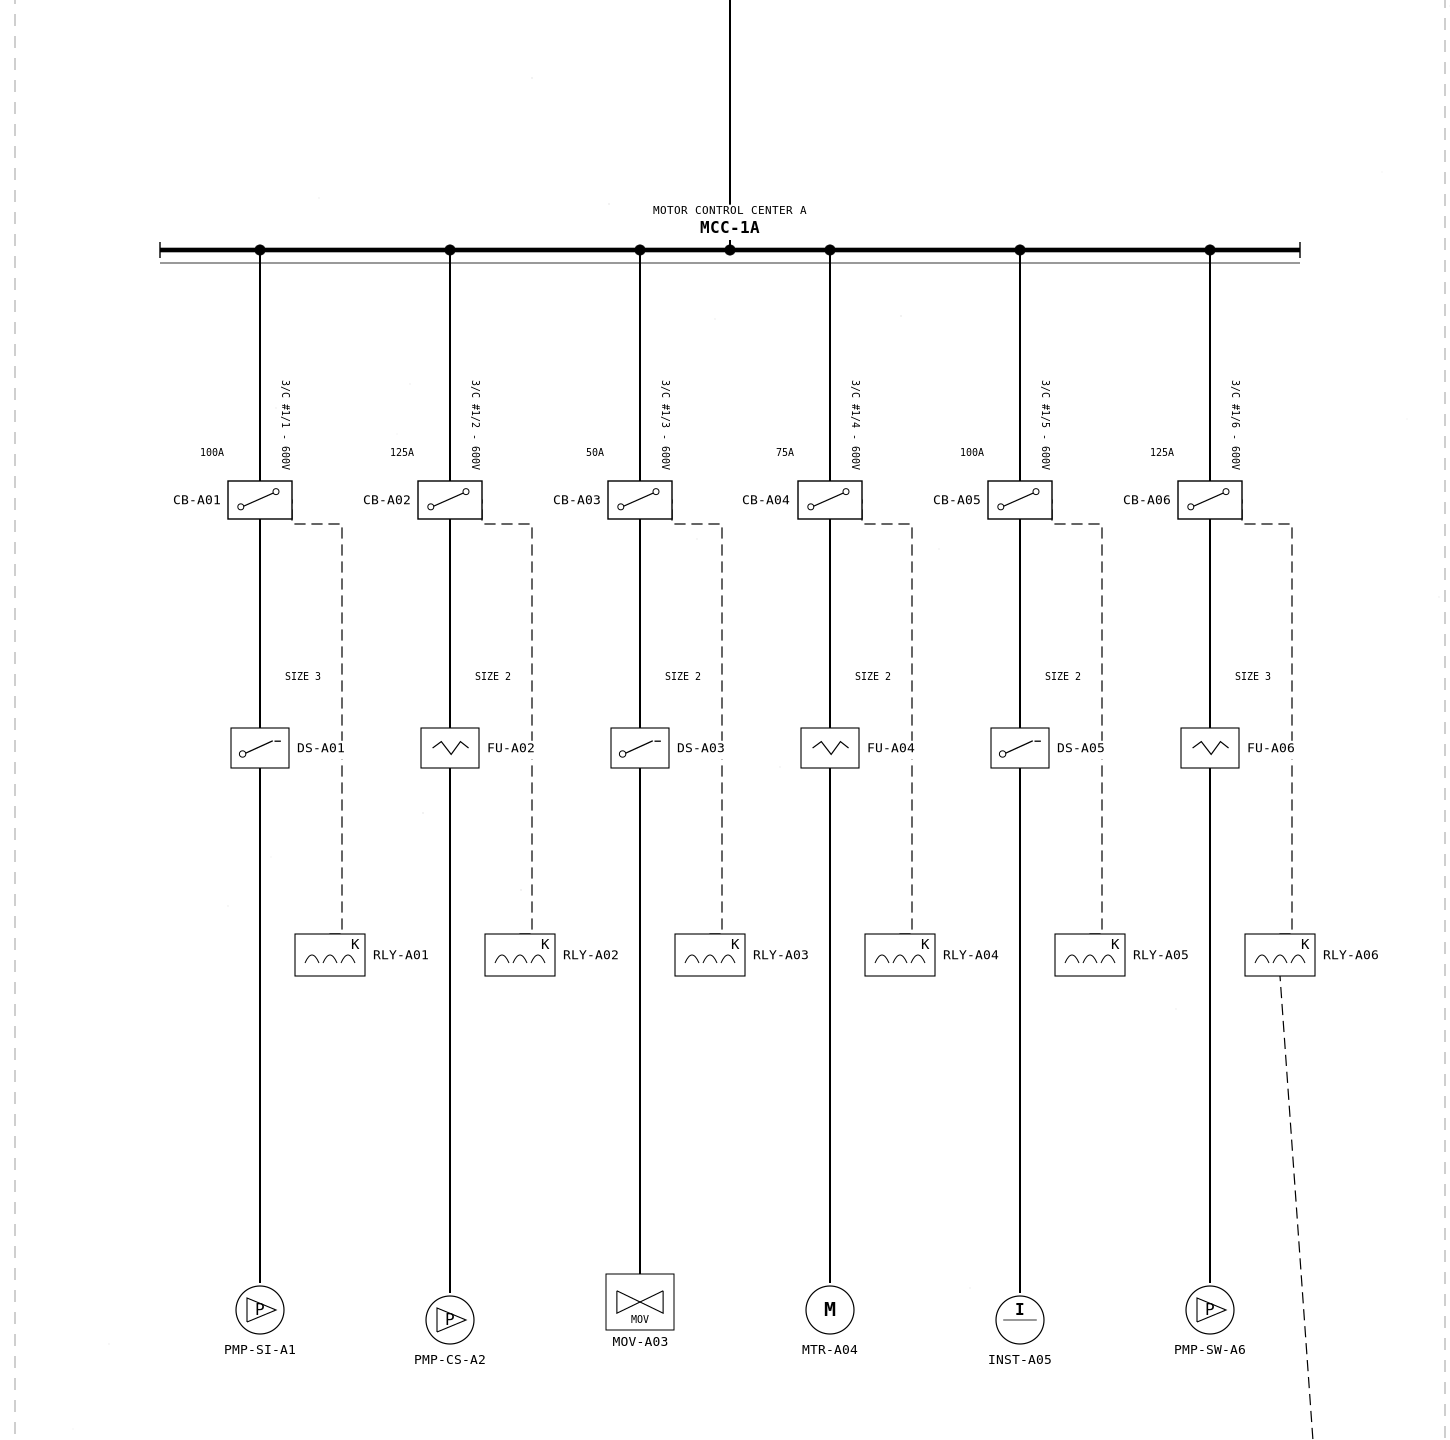 MOTOR CONTROL CENTER A
MCC-1A
3/C #1/1 - 600V
3/C #1/2 - 600V
3/C #1/3 - 600V
3/C #1/4 - 600V
3/C #1/5 - 600V
3/C #1/6 - 600V
100A
125A
50A
75A
100A
125A
CB-A01
CB-A02
CB-A03
CB-A04
CB-A05
CB-A06
SIZE 3
SIZE 2
SIZE 2
SIZE 2
SIZE 2
SIZE 3
DS-A01
FU-A02
DS-A03
FU-A04
DS-A05
FU-A06
K
K
K
K
K
K
RLY-A01
RLY-A02
RLY-A03
RLY-A04
RLY-A05
RLY-A06
P
P
MOV
M
I
P
PMP-SI-A1
PMP-CS-A2
MOV-A03
MTR-A04
INST-A05
PMP-SW-A6